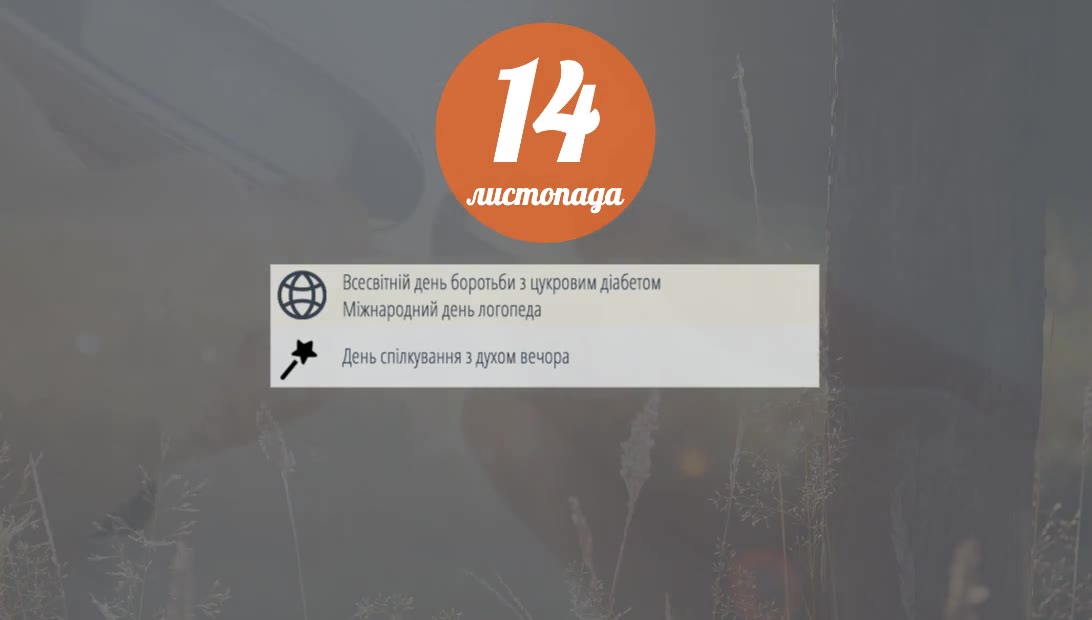 14
листопада
Всесвітній день боротьби з цукровим діабетом
Міжнародний день логопеда
День спілкування з духом вечора